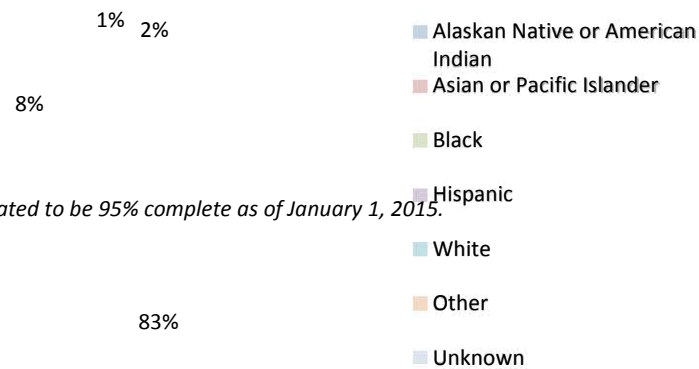 1%
2%
8%
ated to be 95% complete as of January 1, 2015.
83%
Alaskan Native or American
Indian
Asian or Pacific Islander
Black
Hispanic
White
Other
Unknown